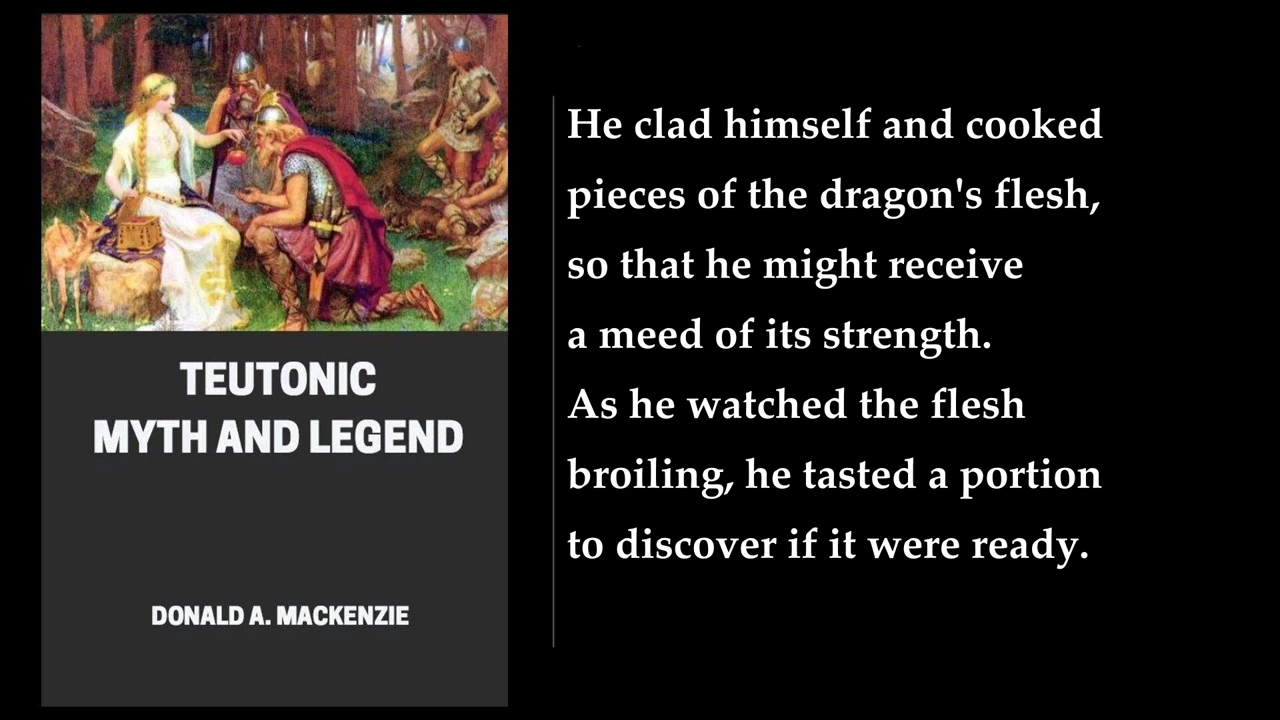 TEUTONIC
MYTH AND LEGEND
DONALD A. MACKENZIE
He clad himself and cooked
pieces of the dragon's flesh,
so that he might receive
a meed of its strength.
As he watched the flesh
broiling, he tasted a portion
to discover if it were ready.